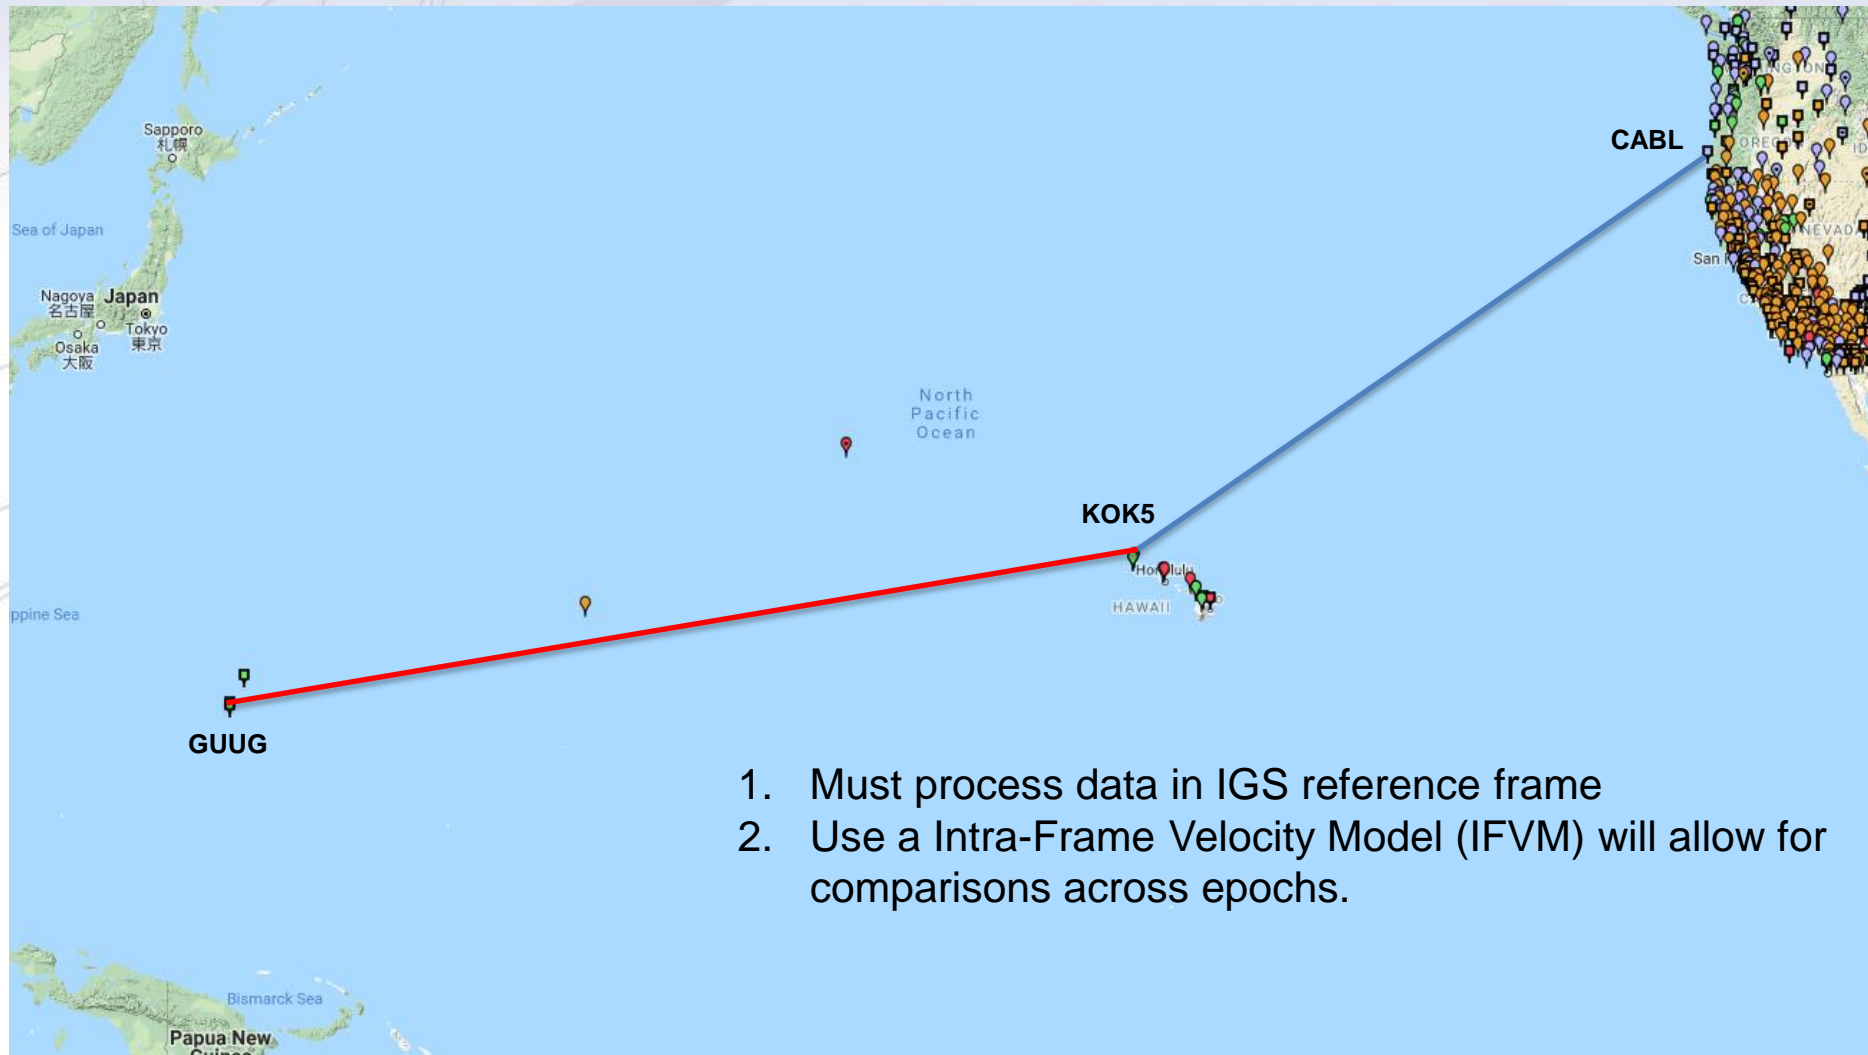 Sapporo
札幌
CABL
Sea of Japan
NEVAD
San
Nagoya
名古屋
Japan
Tokyo
東京
Osaka
大阪
North
Pacific
Ocean
KOK5
HAWAII
ppine Sea
GUUG
1. Must process data in IGS reference frame
2. Use a Intra-Frame Velocity Model (IFVM) will allow for
comparisons across epochs.
Bismarck Sea
Papua New